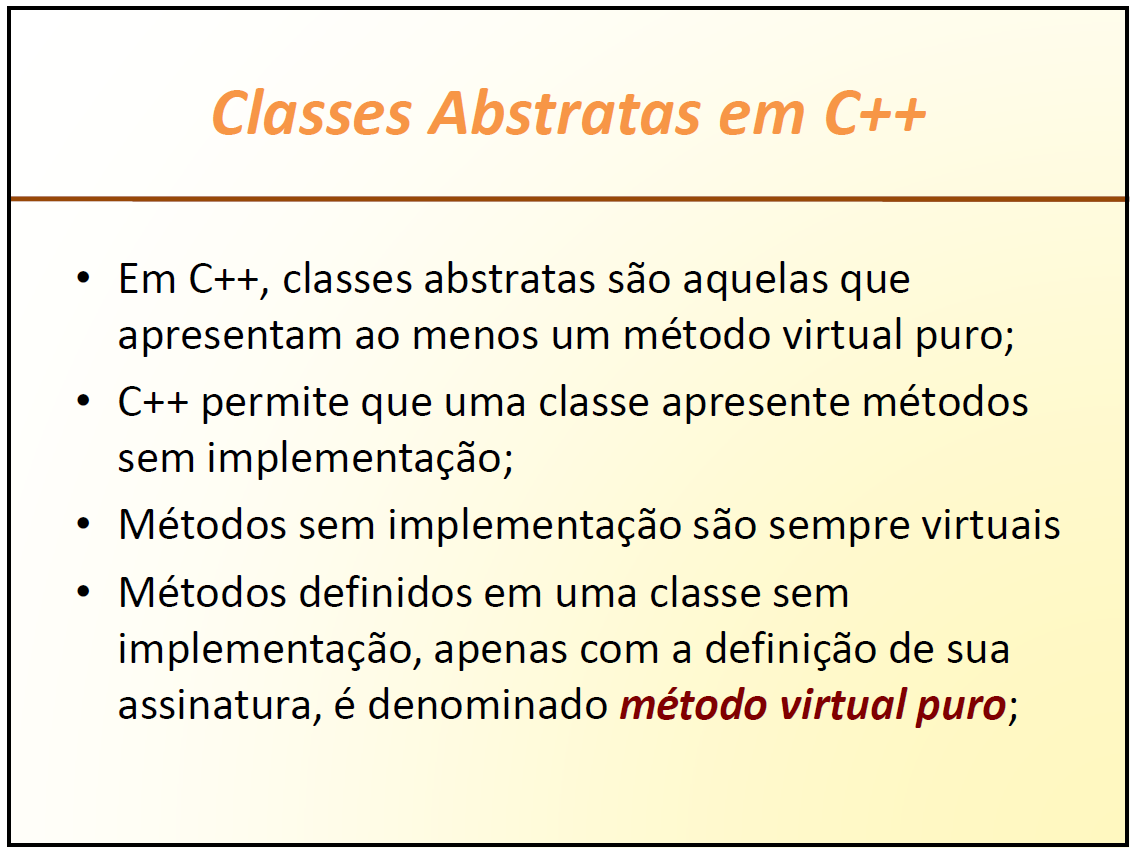 Classes Abstratas em C++
• Em C++, classes abstratas são aquelas que
apresentam ao menos um método virtual puro;
• C++ permite que uma classe apresente métodos
sem implementação;
• Métodos sem implementação são sempre virtuais
• Métodos definidos em uma classe sem
implementação, apenas com a definição de sua
assinatura, é denominado método virtual puro;